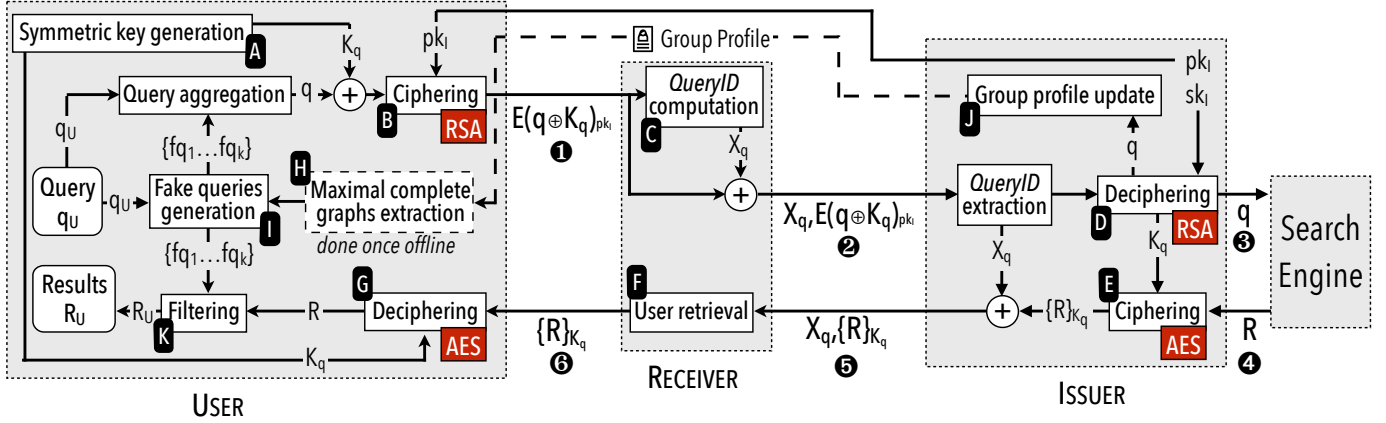 Symmetric key generation
A
K_q
pk_I
Group Profile
Query aggregation
q
+
Ciphering
B
RSA
QueryID
computation
C
pk_I
sk_I
Group profile update
J
E(q⊕K_q)_pk_I
❶
q_U
{fq_1...fq_k}
H
X_q
q
Query
q_U
q_U
Fake queries
generation
I
Maximal complete
graphs extraction
done once offline
+
X_q,E(q⊕K_q)_pk_I
❷
QueryID
extraction
Deciphering
D
RSA
q
❸
Search
Engine
{fq_1...fq_k}
X_q
K_q
Results
R_U
R_U
Filtering
K
R
G
Deciphering
AES
{R}_K_q
❻
F
User retrieval
X_q,{R}_K_q
❺
+
{R}_K_q
E
Ciphering
AES
R
❹
K_q
User
Receiver
Issuer